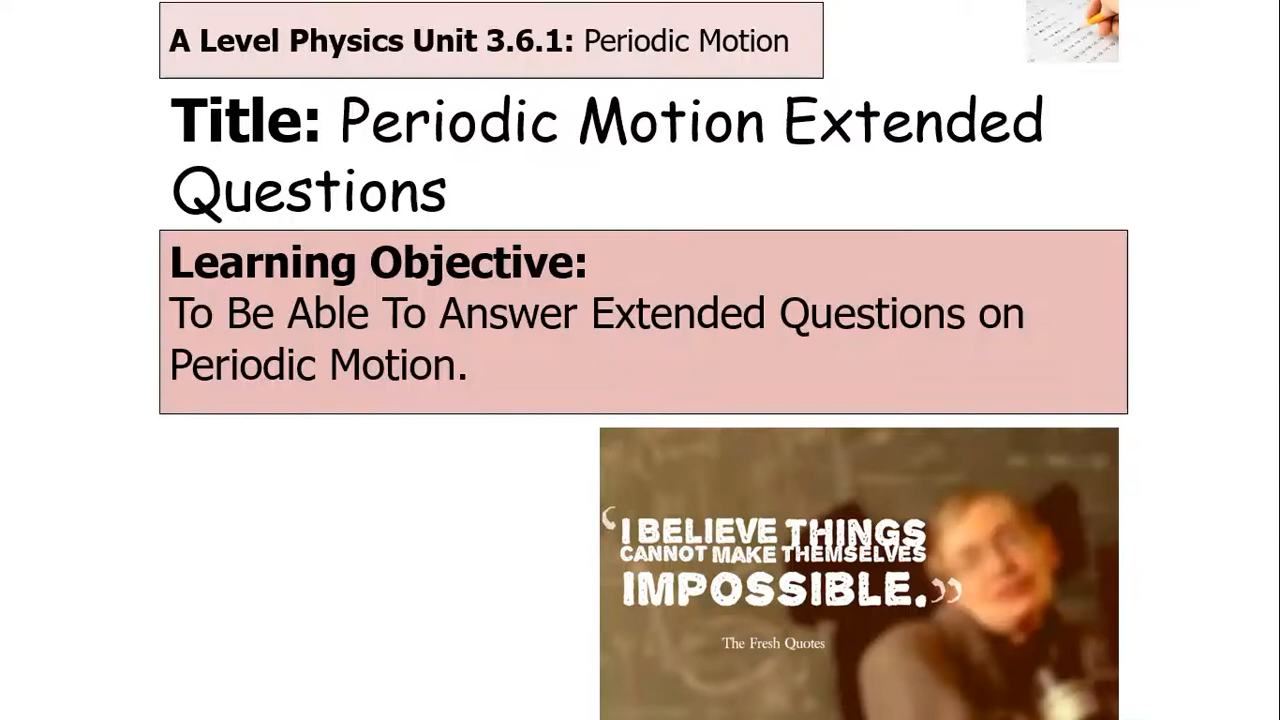 A Level Physics Unit 3.6.1: Periodic Motion
Title: Periodic Motion Extended
Questions
Learning Objective:
To Be Able To Answer Extended Questions on
Periodic Motion.
‘I BELIEVE THINGS
CANNOT MAKE THEMSELVES
IMPOSSIBLE.”
The Fresh Quotes